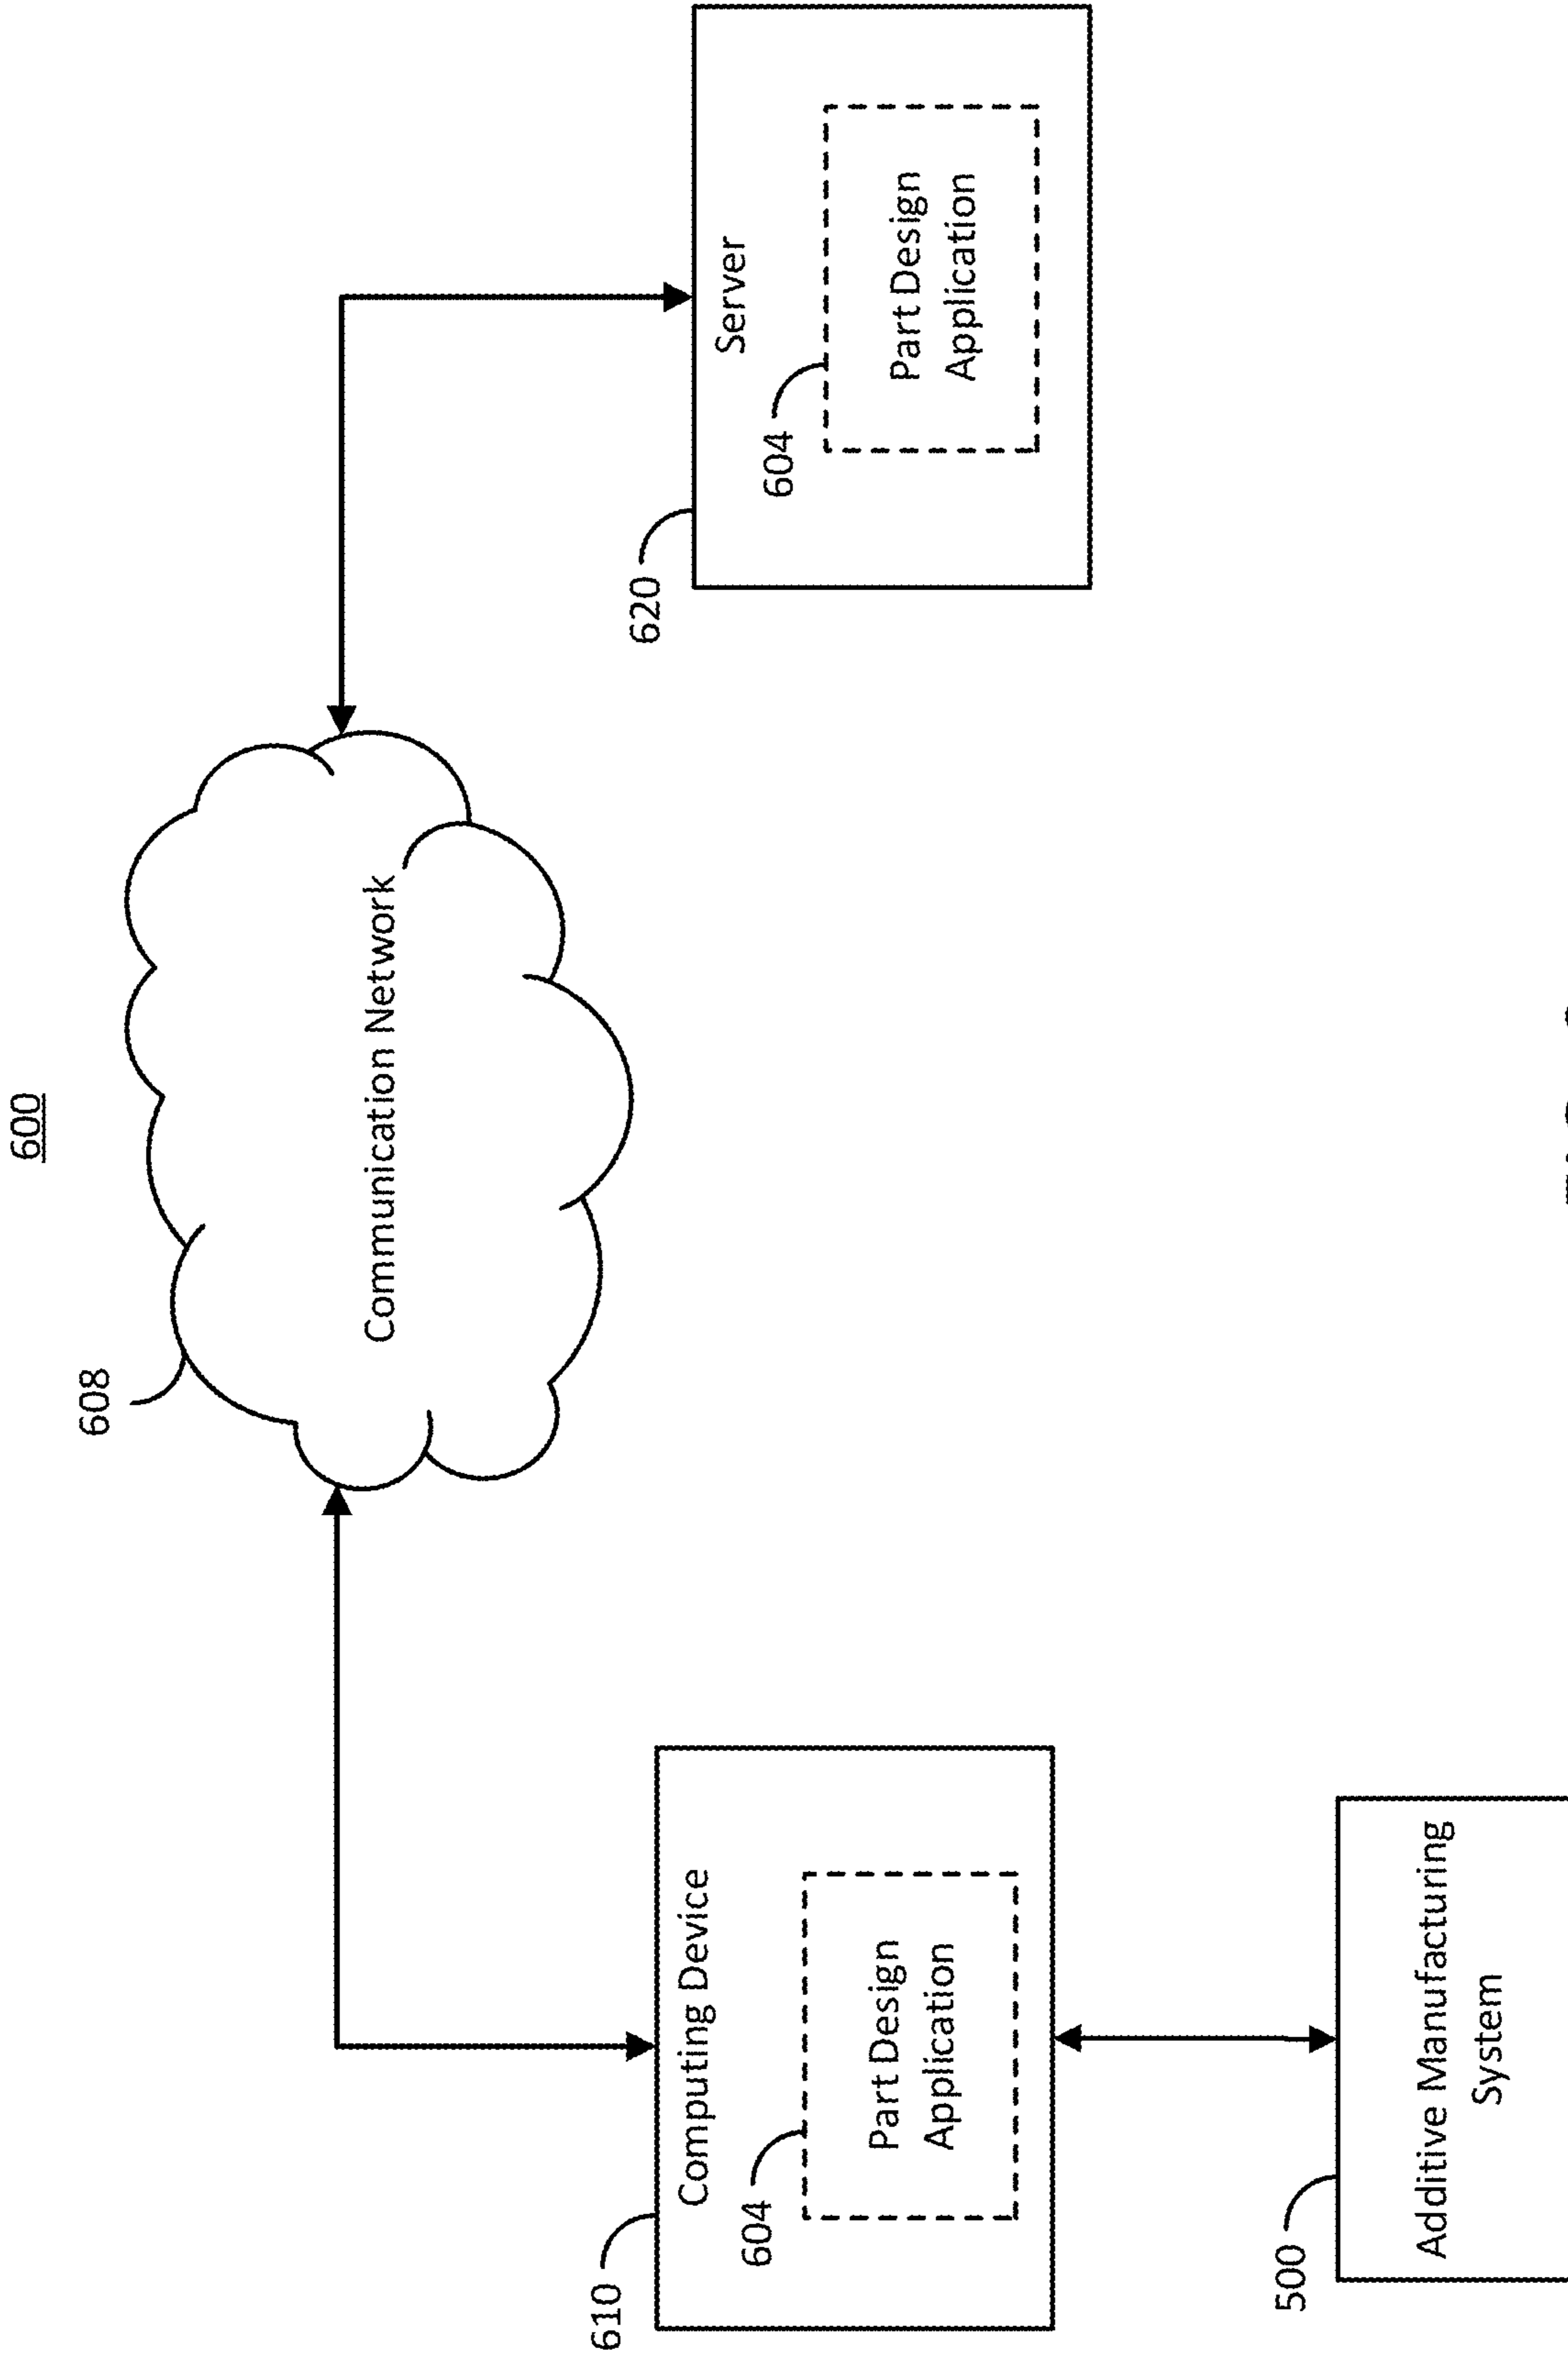 600
608
Communication Network
610
Computing Device
604
Part Design
Application
620
Server
604
Part Design
Application
500
Additive Manufacturing
System